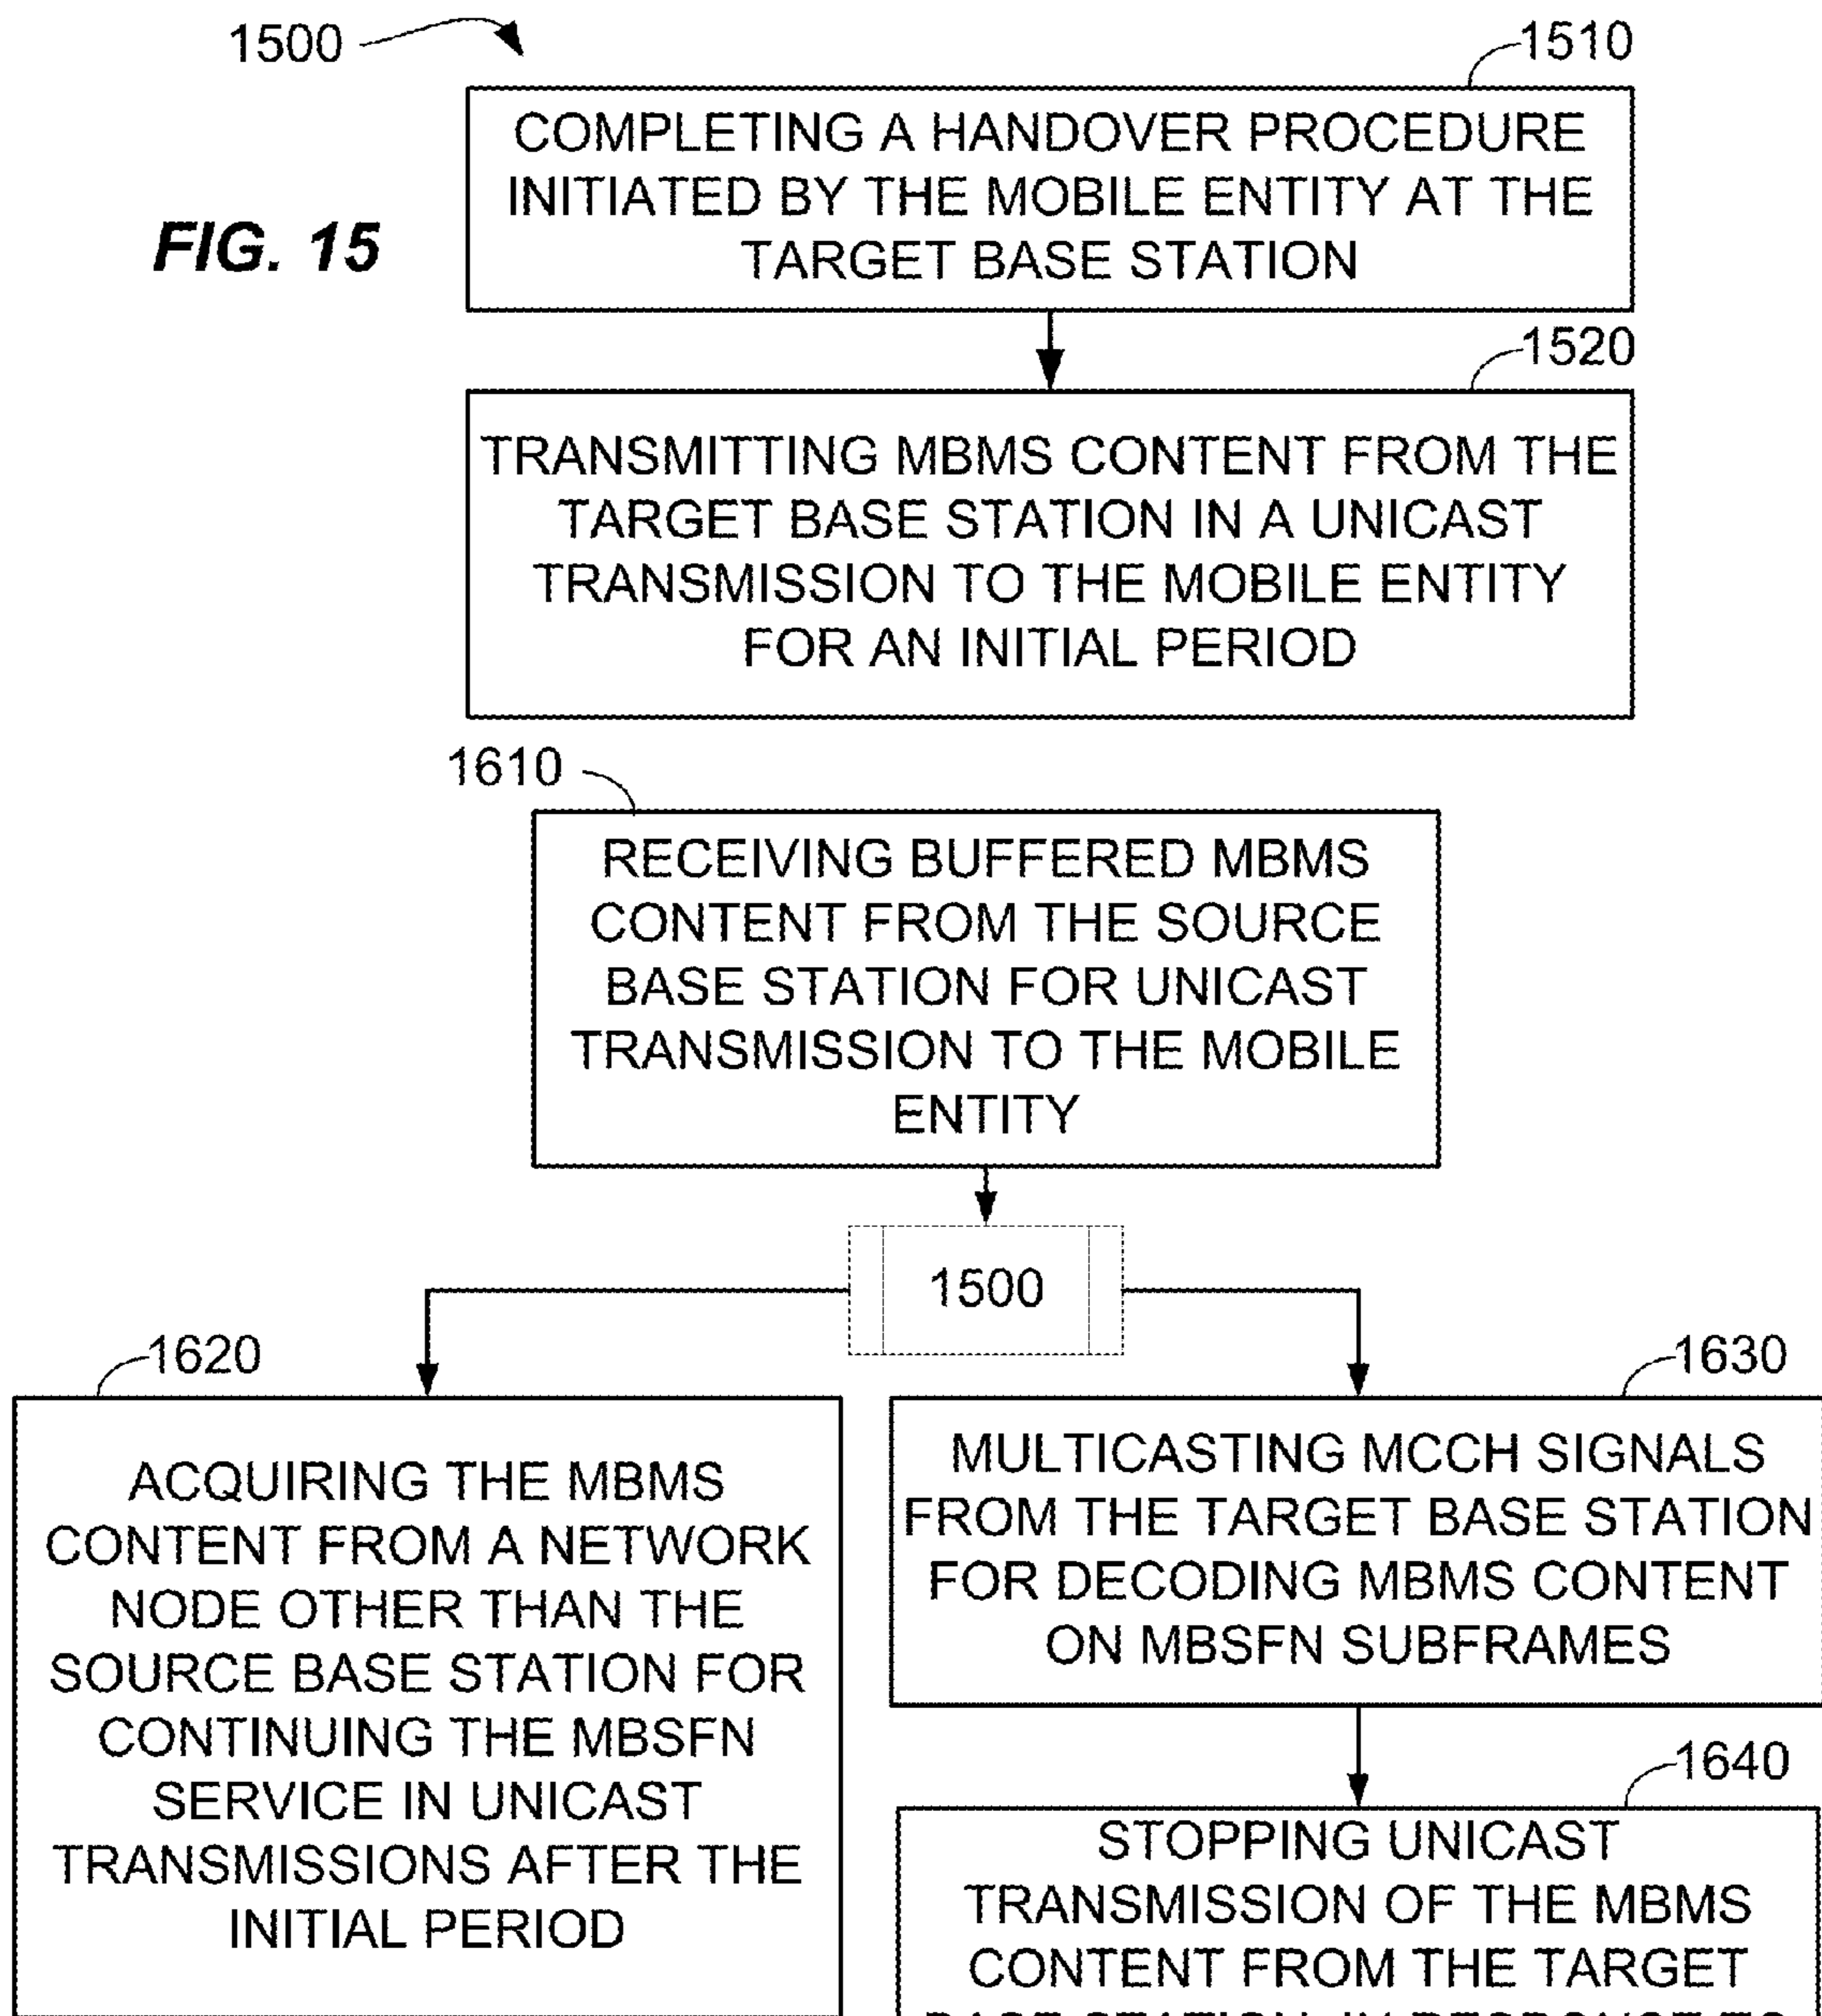 1500
1510
COMPLETING A HANDOVER PROCEDURE
INITIATED BY THE MOBILE ENTITY AT THE
TARGET BASE STATION
FIG. 15
1520
TRANSMITTING MBMS CONTENT FROM THE
TARGET BASE STATION IN A UNICAST
TRANSMISSION TO THE MOBILE ENTITY
FOR AN INITIAL PERIOD
1610
RECEIVING BUFFERED MBMS
CONTENT FROM THE SOURCE
BASE STATION FOR UNICAST
TRANSMISSION TO THE MOBILE
ENTITY
1500
1620
ACQUIRING THE MBMS
CONTENT FROM A NETWORK
NODE OTHER THAN THE
SOURCE BASE STATION FOR
CONTINUING THE MBSFN
SERVICE IN UNICAST
TRANSMISSIONS AFTER THE
INITIAL PERIOD
1630
MULTICASTING MCCH SIGNALS
FROM THE TARGET BASE STATION
FOR DECODING MBMS CONTENT
ON MBSFN SUBFRAMES
1640
STOPPING UNICAST
TRANSMISSION OF THE MBMS
CONTENT FROM THE TARGET